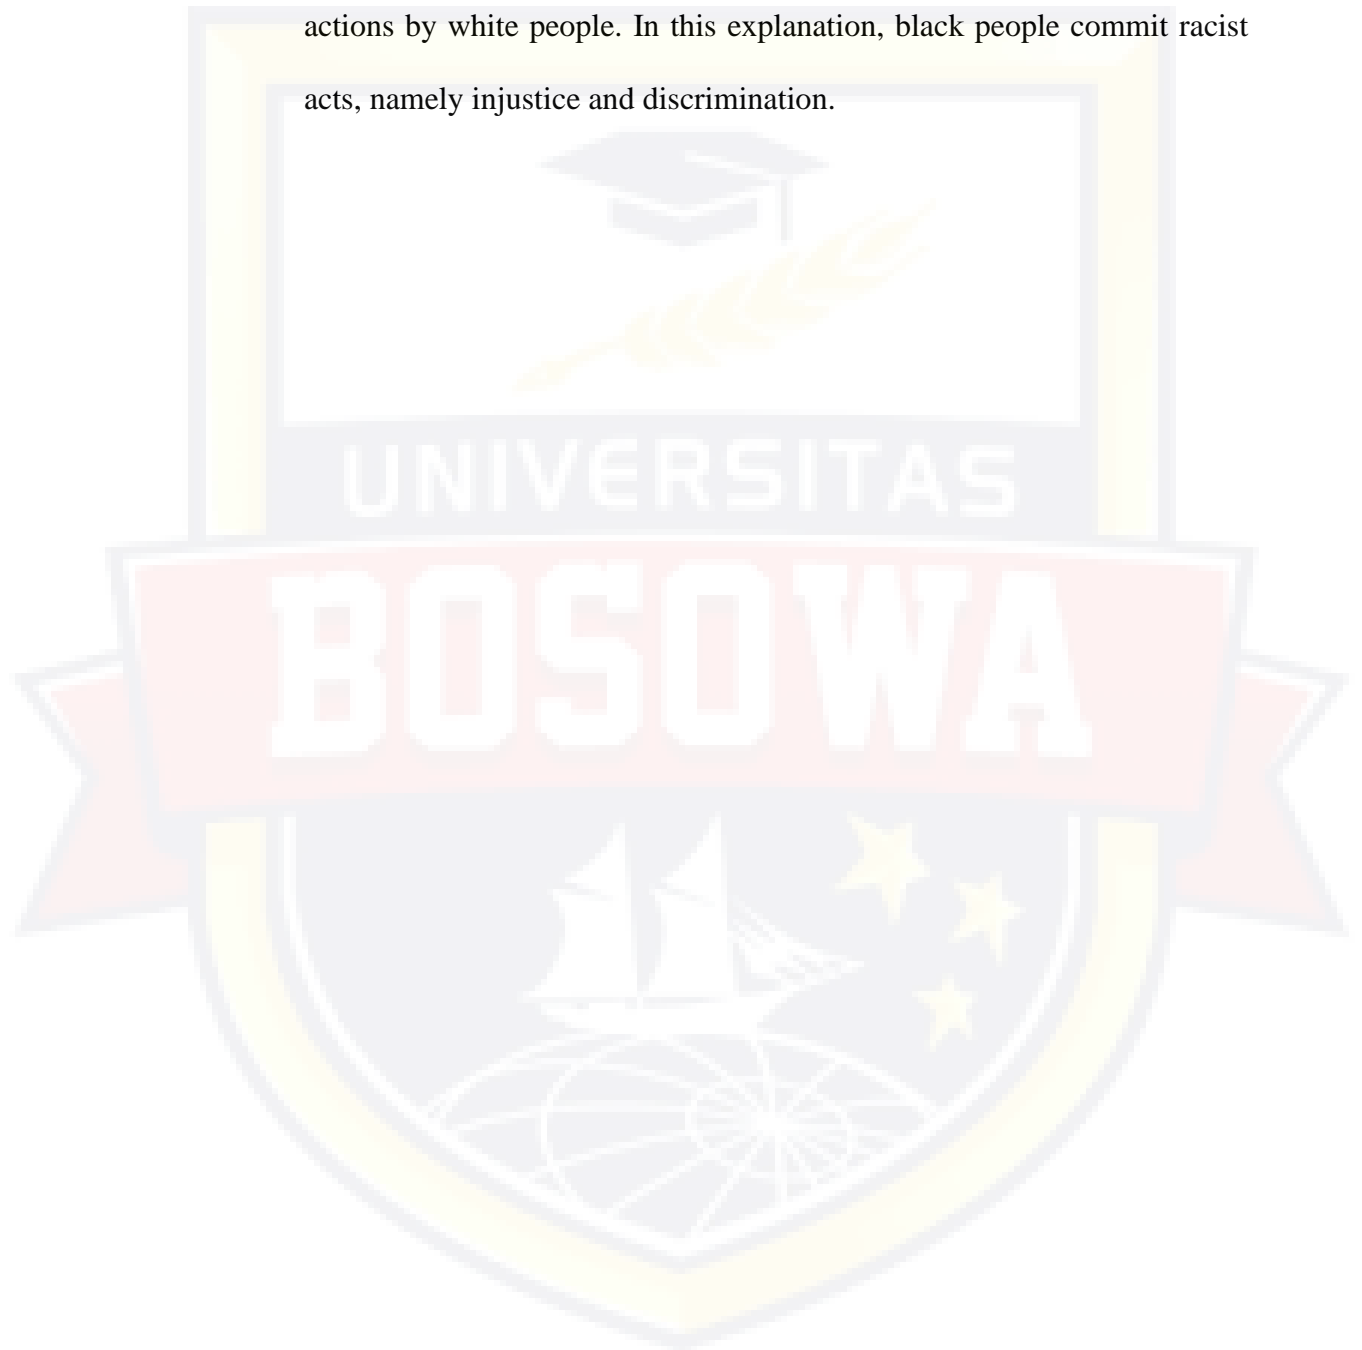 actions by white people. In this explanation, black people commit racist
acts, namely injustice and discrimination.
UNIVERSITAS
BOSOWA